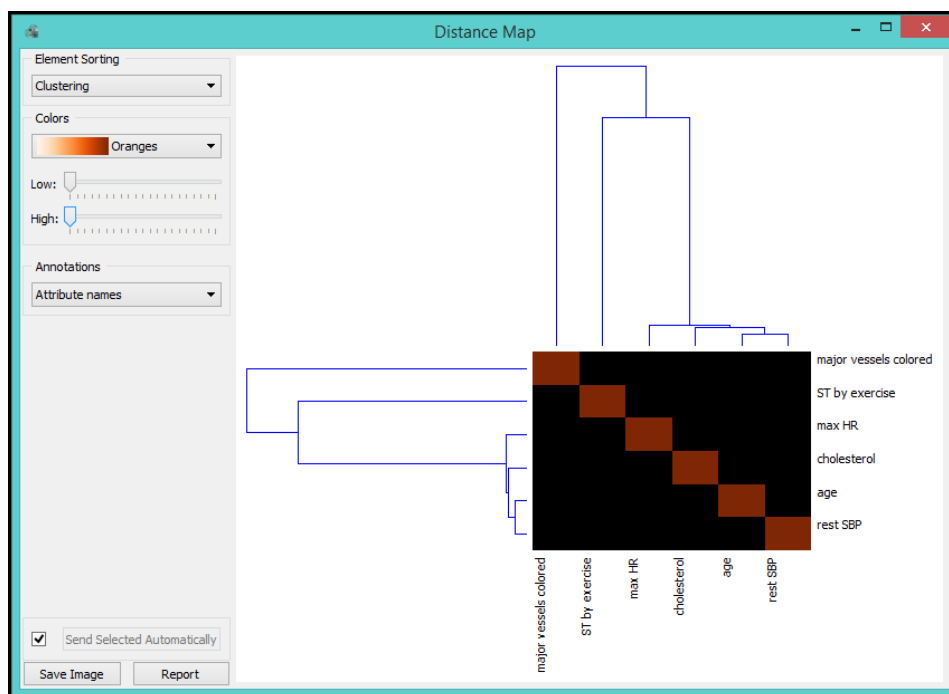 Distance Map
Element Sorting
Clustering
Colors
Oranges
Low:
High:
Annotations
Attribute names
major vessels colored
ST by exercise
max HR
cholesterol
age
rest SBP
major vessels colored
ST by exercise
max HR
cholesterol
age
rest SBP
Send Selected Automatically
Save Image
Report